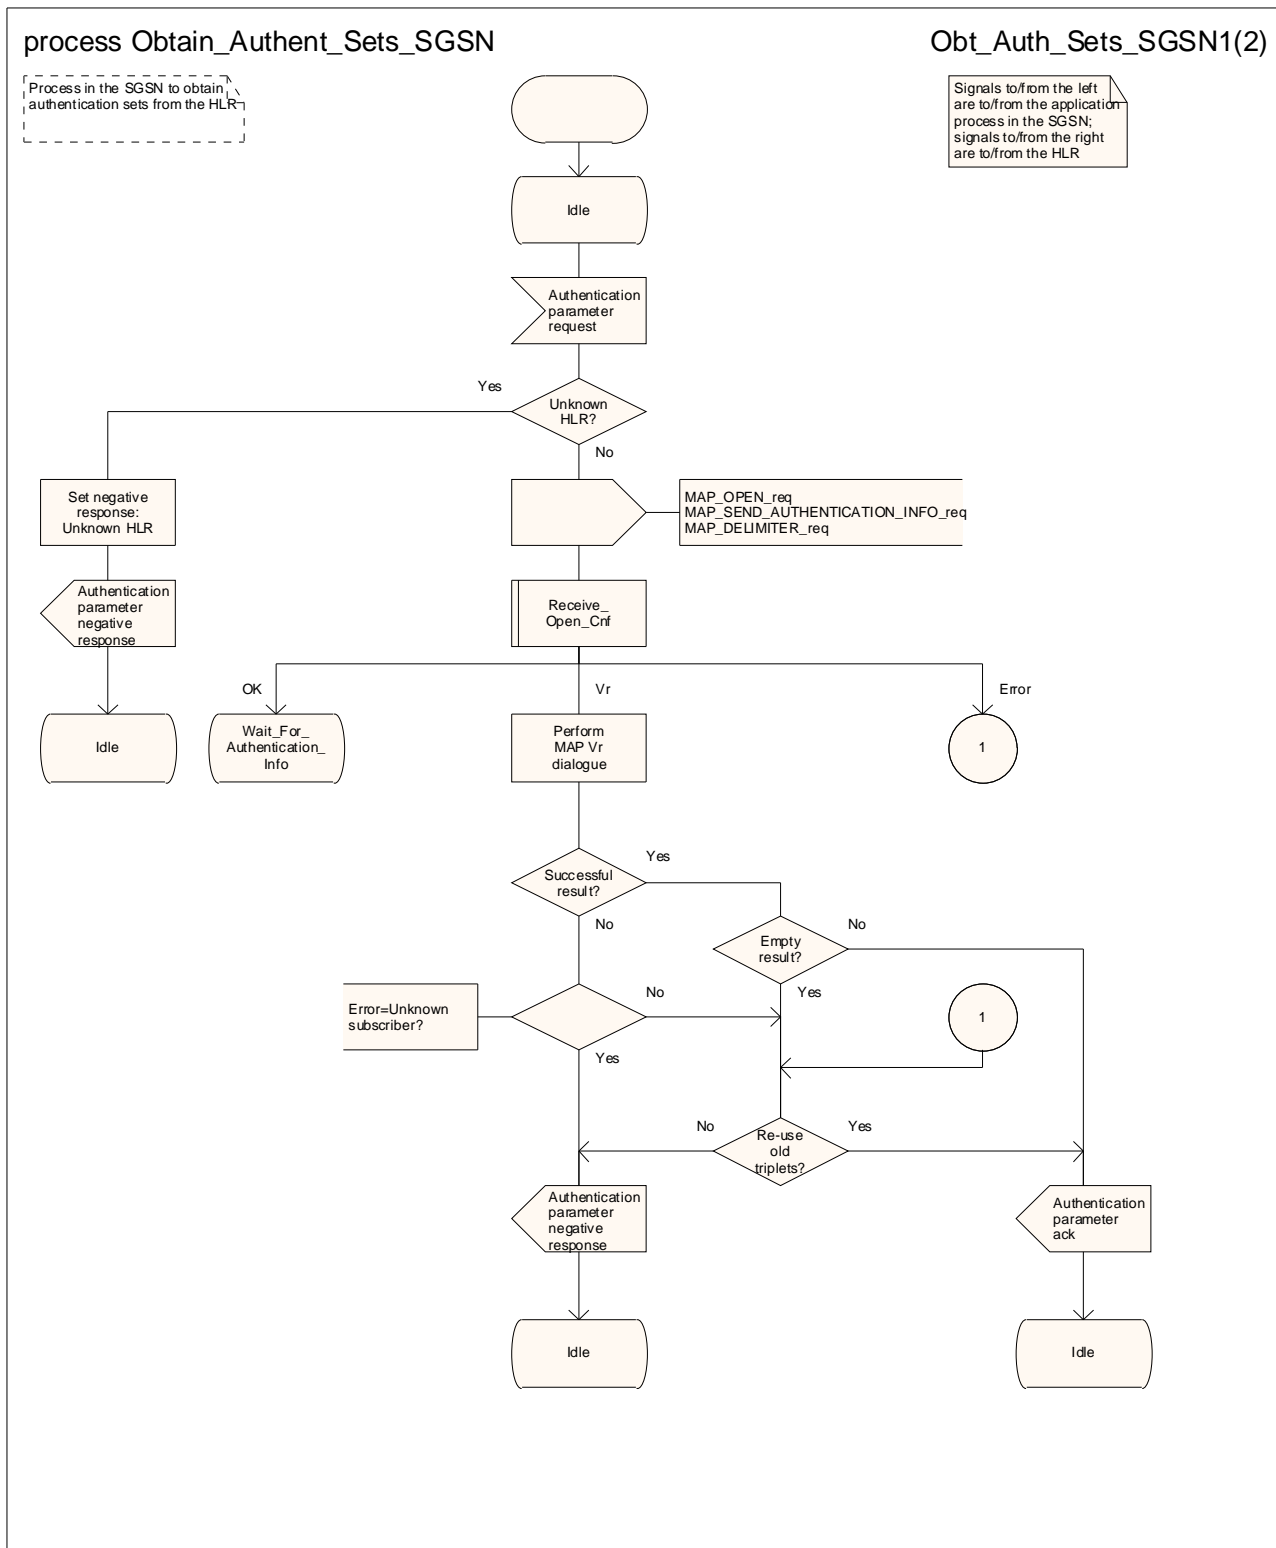 process Obtain_Authent_Sets_SGSN
Obt_Auth_Sets_SGSN1(2)
Process in the SGSN to obtain
authentication sets from the HLR
Signals to/from the left
are to/from the application
process in the SGSN;
signals to/from the right
are to/from the HLR
Idle
Authentication
parameter
request
Yes
Unknown
HLR?
No
Set negative
response:
Unknown HLR
MAP_OPEN_req
MAP_SEND_AUTHENTICATION_INFO_req
MAP_DELIMITER_req
Authentication
parameter
negative
response
Receive_
Open_Cnf
OK
Vr
Error
Idle
Wait_For_
Authentication_
Info
Perform
MAP Vr
dialogue
1
Successful
result?
Yes
No
Empty
result?
No
Yes
Error=Unknown
subscriber?
No
Yes
1
No
Re-use
old
triplets?
Yes
Authentication
parameter
negative
response
Authentication
parameter
ack
Idle
Idle